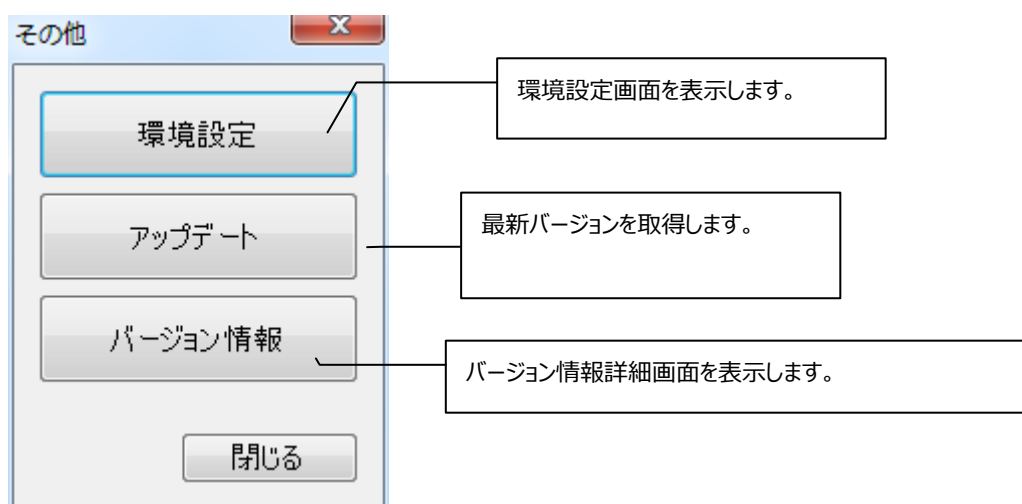 その他
環境設定
環境設定画面を表示します。
アップデート
最新バージョンを取得します。
バージョン情報
バージョン情報詳細画面を表示します。
閉じる